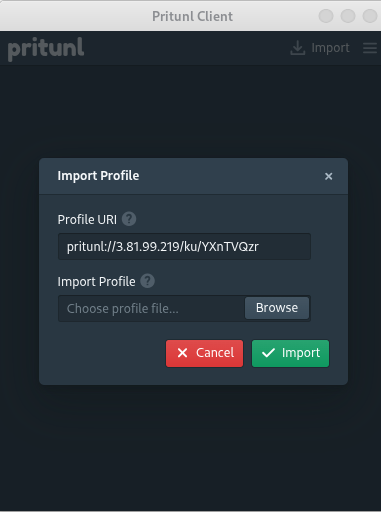 Pritunl Client
pritunl
Import
Import Profile
Profile URI
pritunl://3.81.99.219/ku/YXnTVQzr
Import Profile
Choose profile file...
Browse
Cancel
Import